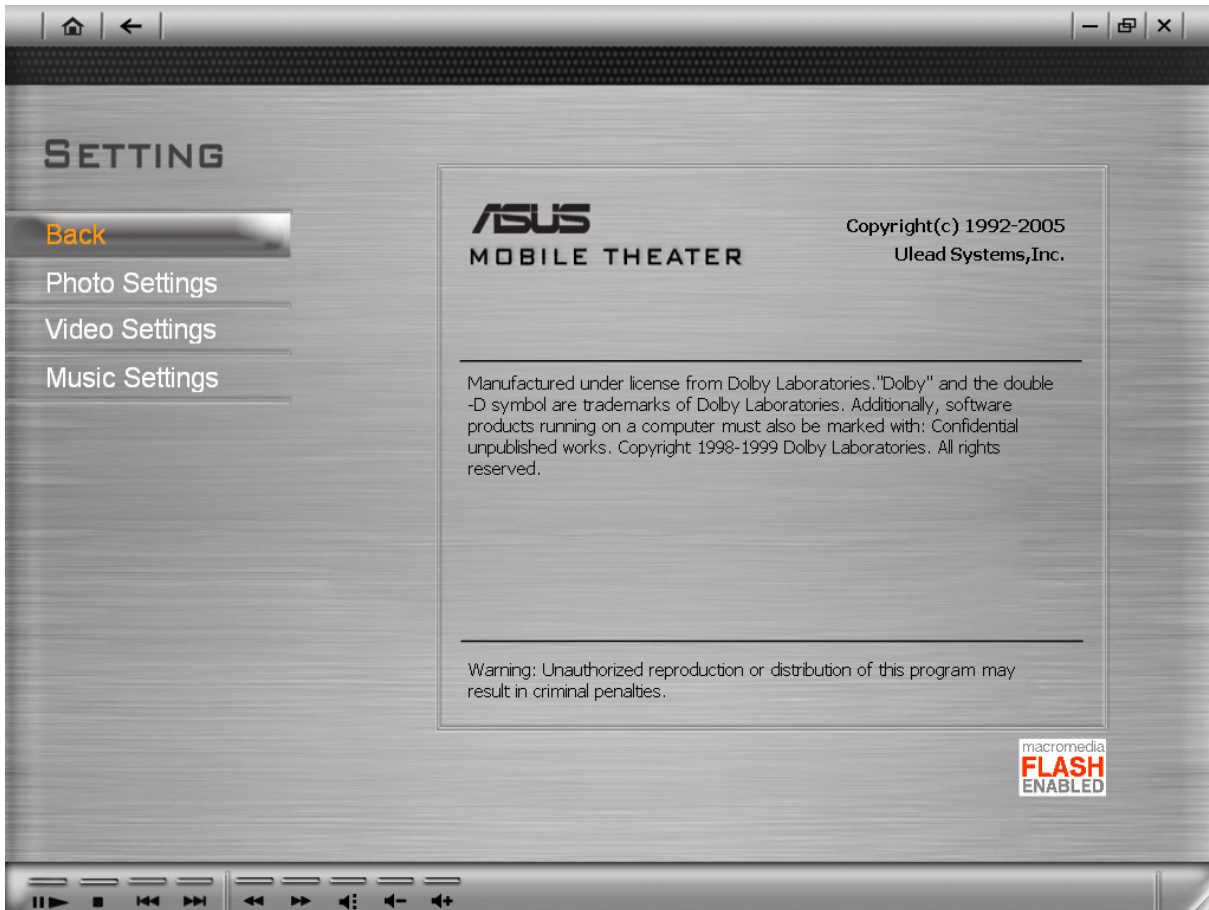 SETTING
Back
Photo Settings
Video Settings
Music Settings
ASUS
MOBILE THEATER
Copyright(c) 1992-2005
Ulead Systems,Inc.
Manufactured under license from Dolby Laboratories."Dolby" and the double
-D symbol are trademarks of Dolby Laboratories. Additionally, software
products running on a computer must also be marked with: Confidential
unpublished works. Copyright 1998-1999 Dolby Laboratories. All rights
reserved.
Warning: Unauthorized reproduction or distribution of this program may
result in criminal penalties.
macromedia
FLASH
ENABLED